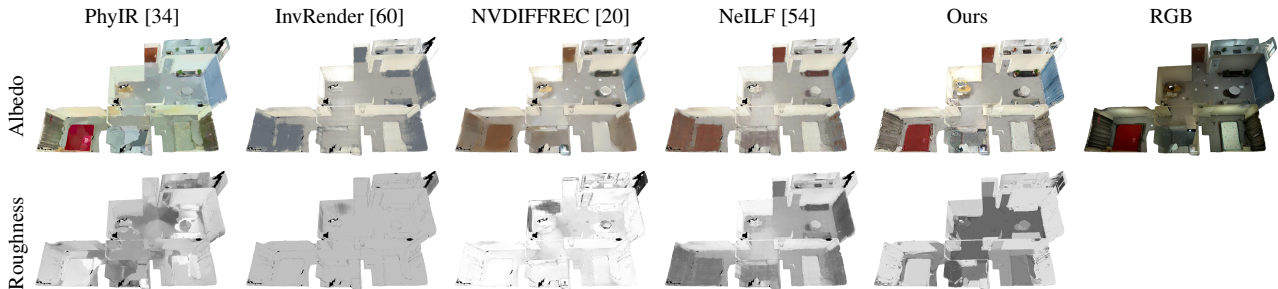 PhyIR [34] InvRender [60] NVDIFFREC [20] NeILF [54] Ours RGB
Albedo
Roughness